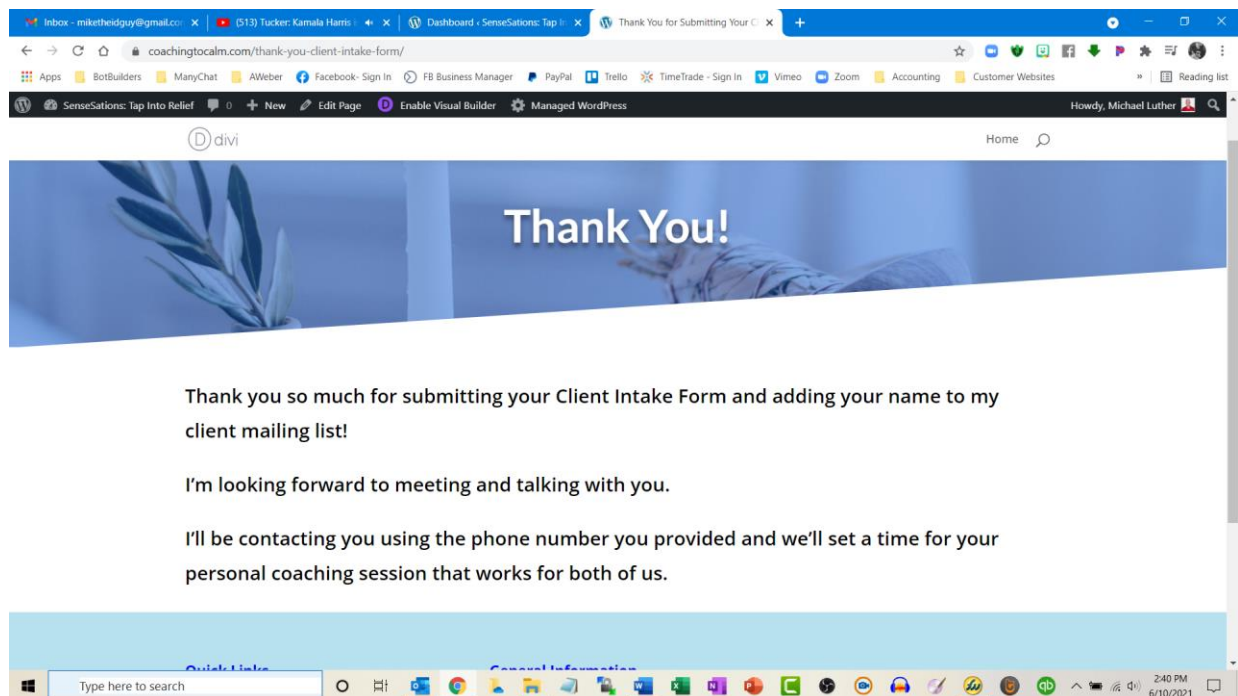 Inbox - miketheidguy@gmail.con
(513) Tucker: Kamala Harris i
Dashboard ‹ SenseSations: Tap In
Thank You for Submitting Your C
coachingtocalm.com/thank-you-client-intake-form/
Apps BotBuilders ManyChat AWeber Facebook- Sign In FB Business Manager PayPal Trello TimeTrade - Sign In Vimeo Zoom Accounting Customer Websites » Reading list
SenseSations: Tap Into Relief 0 + New Edit Page Enable Visual Builder Managed WordPress Howdy, Michael Luther
divi Home
Thank You!
Thank you so much for submitting your Client Intake Form and adding your name to my
client mailing list!
I'm looking forward to meeting and talking with you.
I'll be contacting you using the phone number you provided and we'll set a time for your
personal coaching session that works for both of us.
Quick Links General Information
Type here to search 2:40 PM
6/10/2021